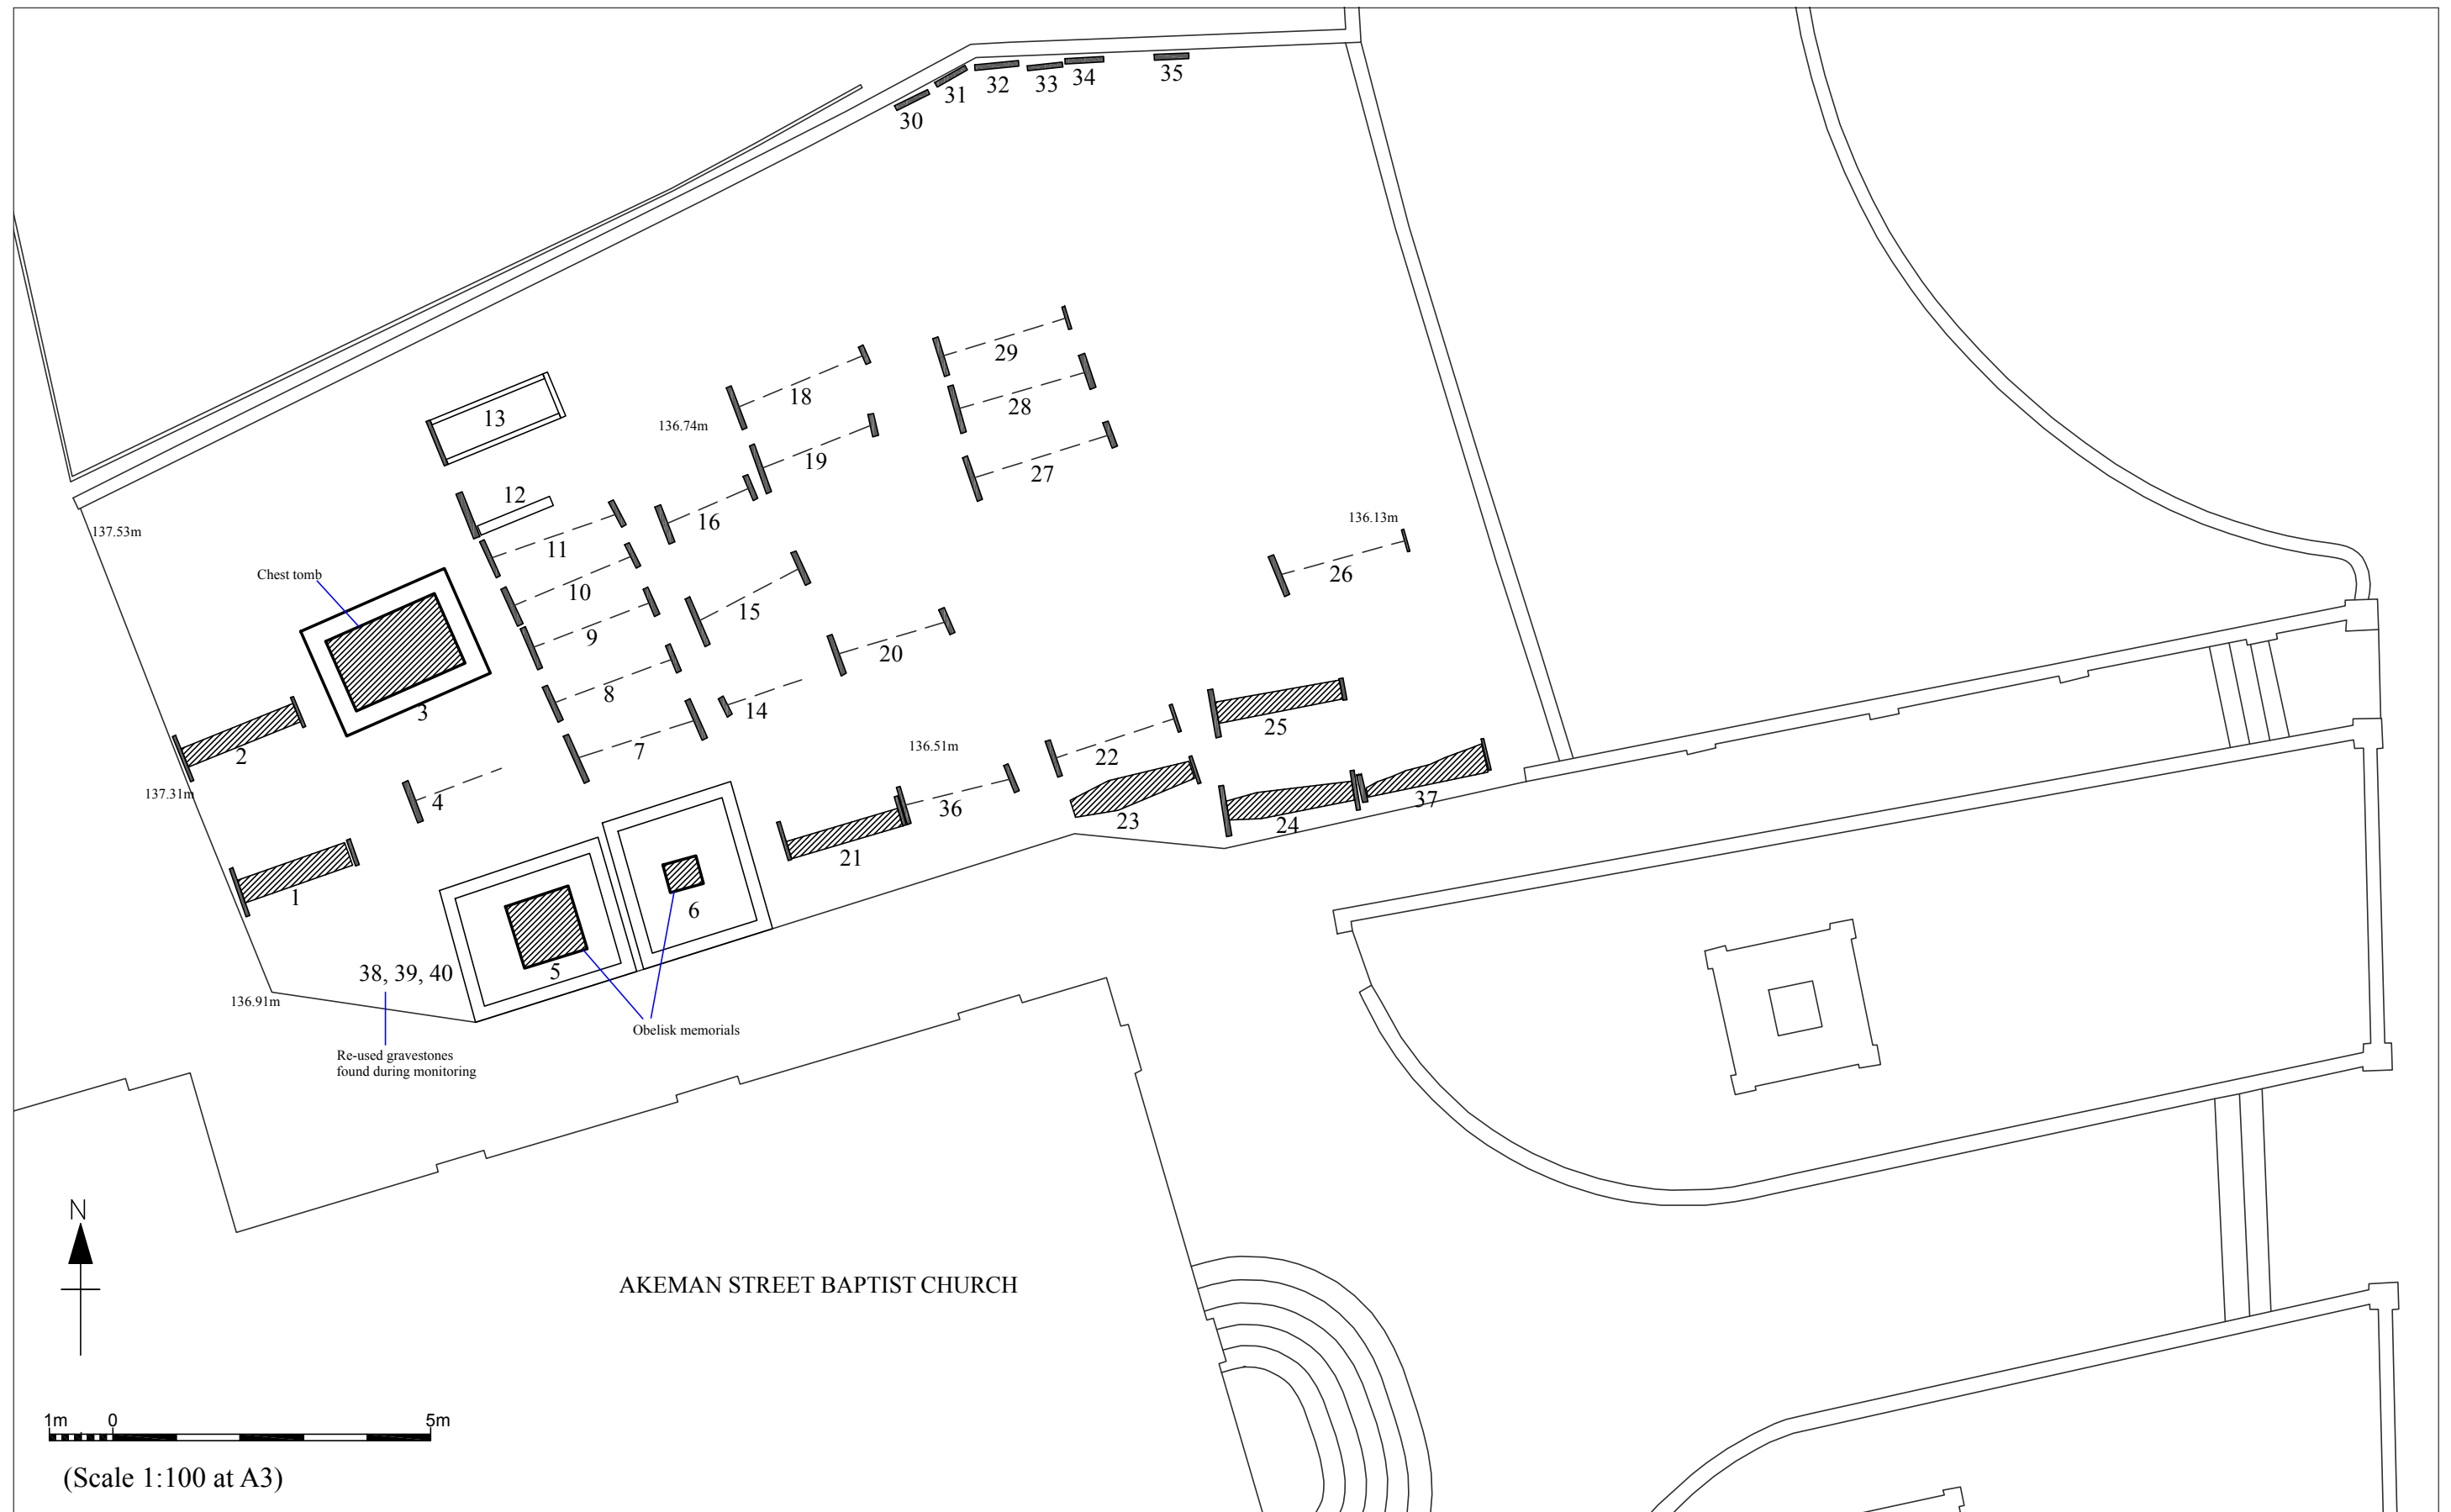 35
34
33
32
31
30
29
18
28
136.74m
13
19
27
12
16
136.13m
137.53m
11
26
Chest tomb
10
15
9
20
8
14
3
25
7
136.51m
22
2
137.31m
4
36
37
23
24
21
1
6
5
38, 39, 40
136.91m
Obelisk memorials
Re-used gravestones
found during monitoring
N
AKEMAN STREET BAPTIST CHURCH
1m 0 5m
(Scale 1:100 at A3)